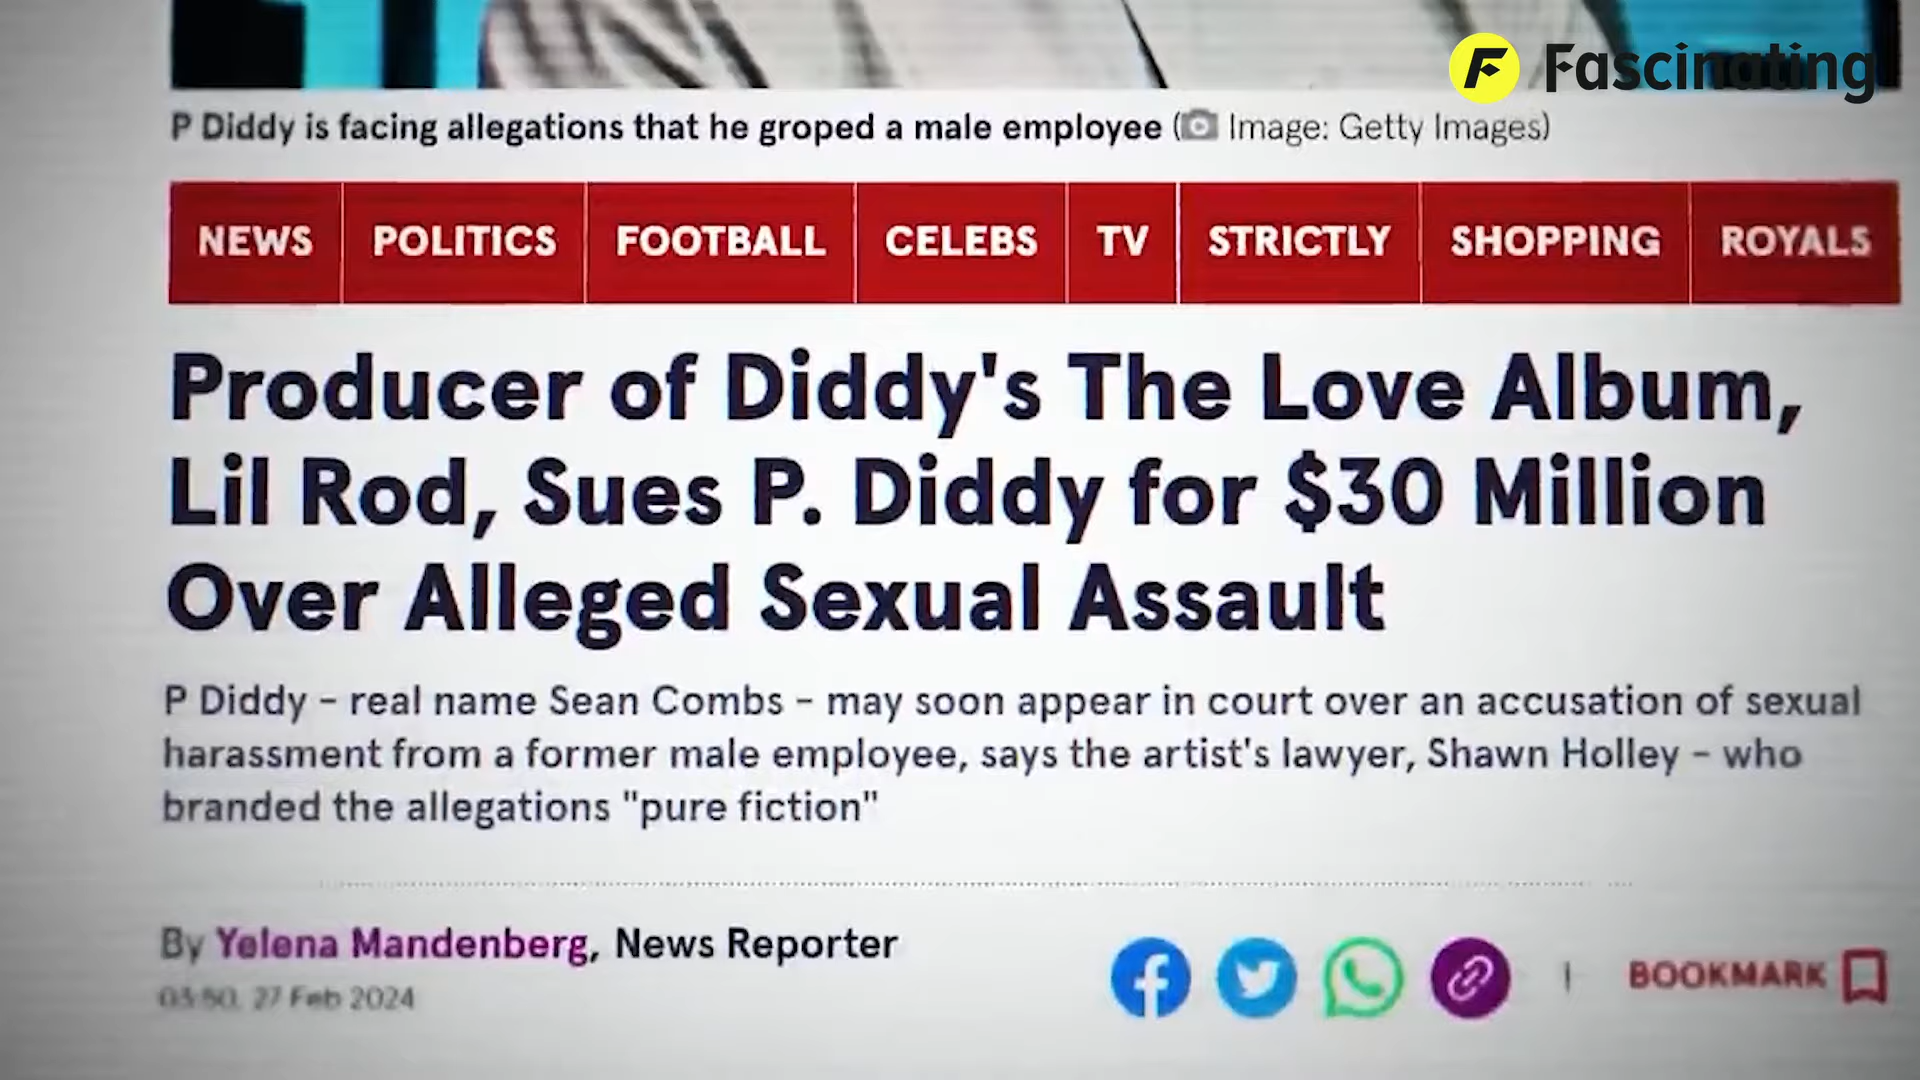 Fascinating
P Diddy is facing allegations that he groped a male employee (Image: Getty Images)
NEWS POLITICS FOOTBALL CELEBS TV STRICTLY SHOPPING ROYALS
Producer of Diddy's The Love Album,
Lil Rod, Sues P. Diddy for $30 Million
Over Alleged Sexual Assault
P Diddy – real name Sean Combs – may soon appear in court over an accusation of sexual
harassment from a former male employee, says the artist's lawyer, Shawn Holley – who
branded the allegations "pure fiction"
By Yelena Mandenberg, News Reporter
BOOKMARK
27 Feb 2024